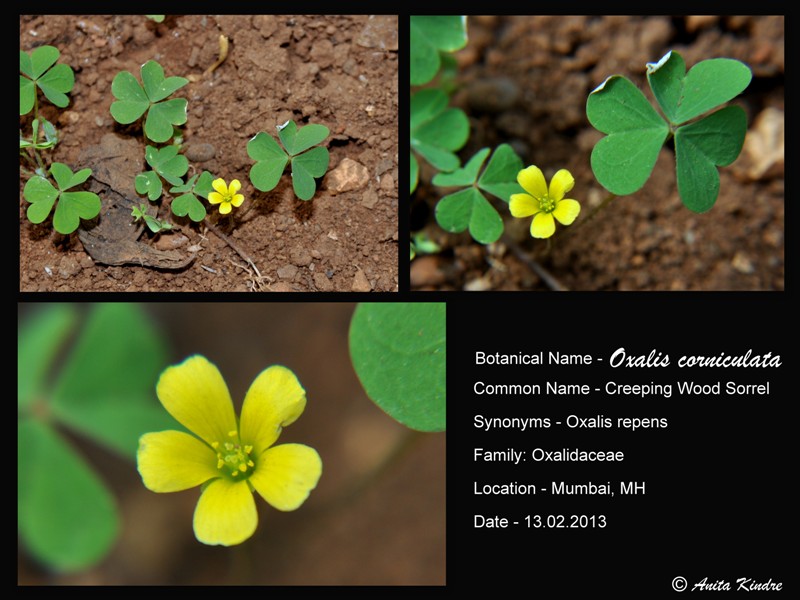 Botanical Name - Oxalis corniculata
Common Name - Creeping Wood Sorrel
Synonyms - Oxalis repens
Family: Oxalidaceae
Location - Mumbai, MH
Date - 13.02.2013
© Anita Kindre